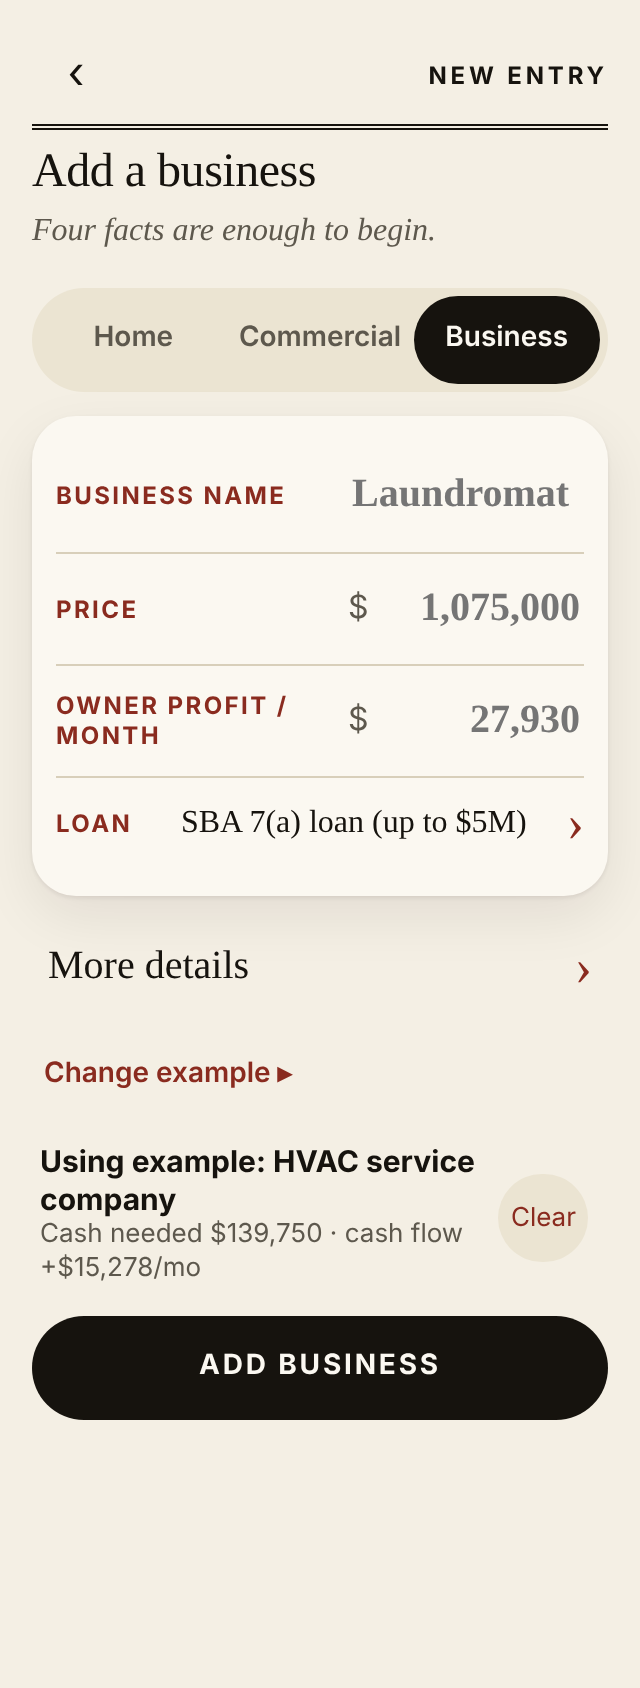 ‹
NEW ENTRY
Add a business
Four facts are enough to begin.
Home Commercial Business
BUSINESS NAME Laundromat
PRICE $ 1,075,000
OWNER PROFIT /
MONTH $ 27,930
LOAN SBA 7(a) loan (up to $5M) ›
More details ›
Change example ▸
Using example: HVAC service
company
Cash needed $139,750 · cash flow
+$15,278/mo
Clear
ADD BUSINESS